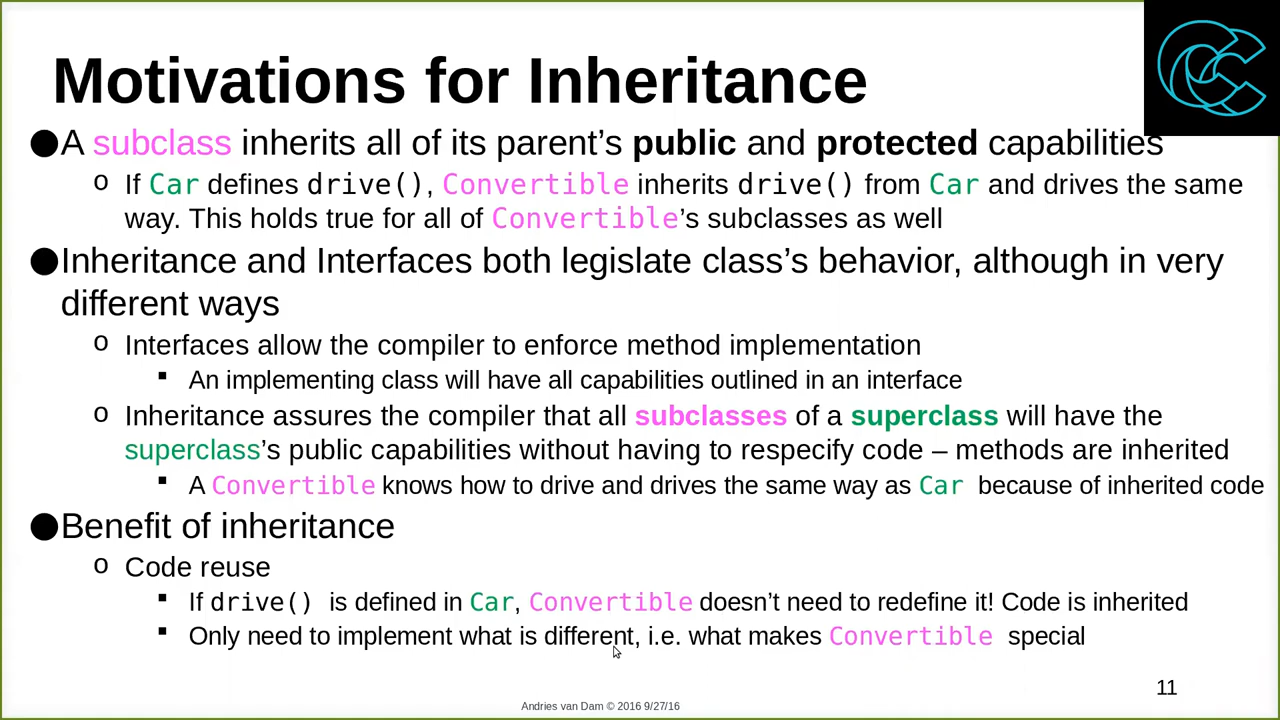 Motivations for Inheritance
●A subclass inherits all of its parent’s public and protected capabilities
o If Car defines drive(), Convertible inherits drive() from Car and drives the same
way. This holds true for all of Convertible’s subclasses as well
●Inheritance and Interfaces both legislate class’s behavior, although in very
different ways
o Interfaces allow the compiler to enforce method implementation
▪ An implementing class will have all capabilities outlined in an interface
o Inheritance assures the compiler that all subclasses of a superclass will have the
superclass’s public capabilities without having to respecify code – methods are inherited
▪ A Convertible knows how to drive and drives the same way as Car because of inherited code
●Benefit of inheritance
o Code reuse
▪ If drive() is defined in Car, Convertible doesn’t need to redefine it! Code is inherited
▪ Only need to implement what is different, i.e. what makes Convertible special
11
Andries van Dam © 2016 9/27/16